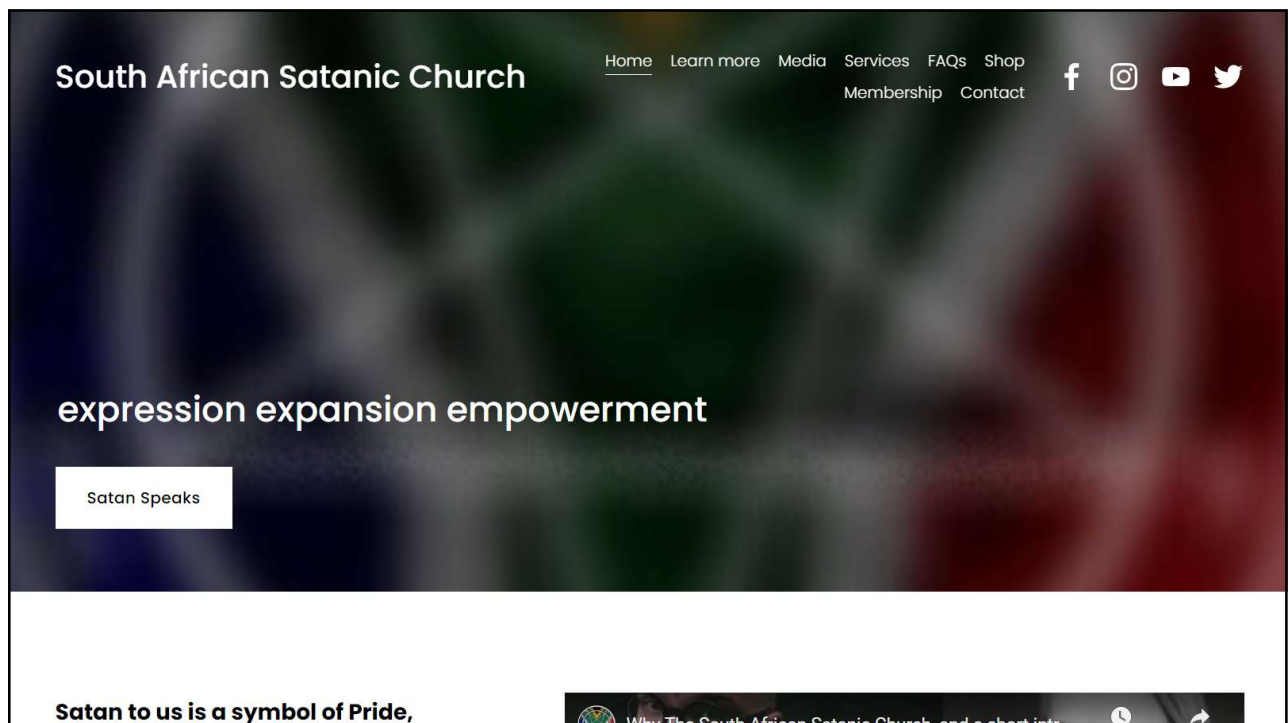 South African Satanic Church
Home Learn more Media Services FAQs Shop
Membership Contact
expression expansion empowerment
Satan Speaks
Satan to us is a symbol of Pride,
Why The South African Satanic Church, and a short intr